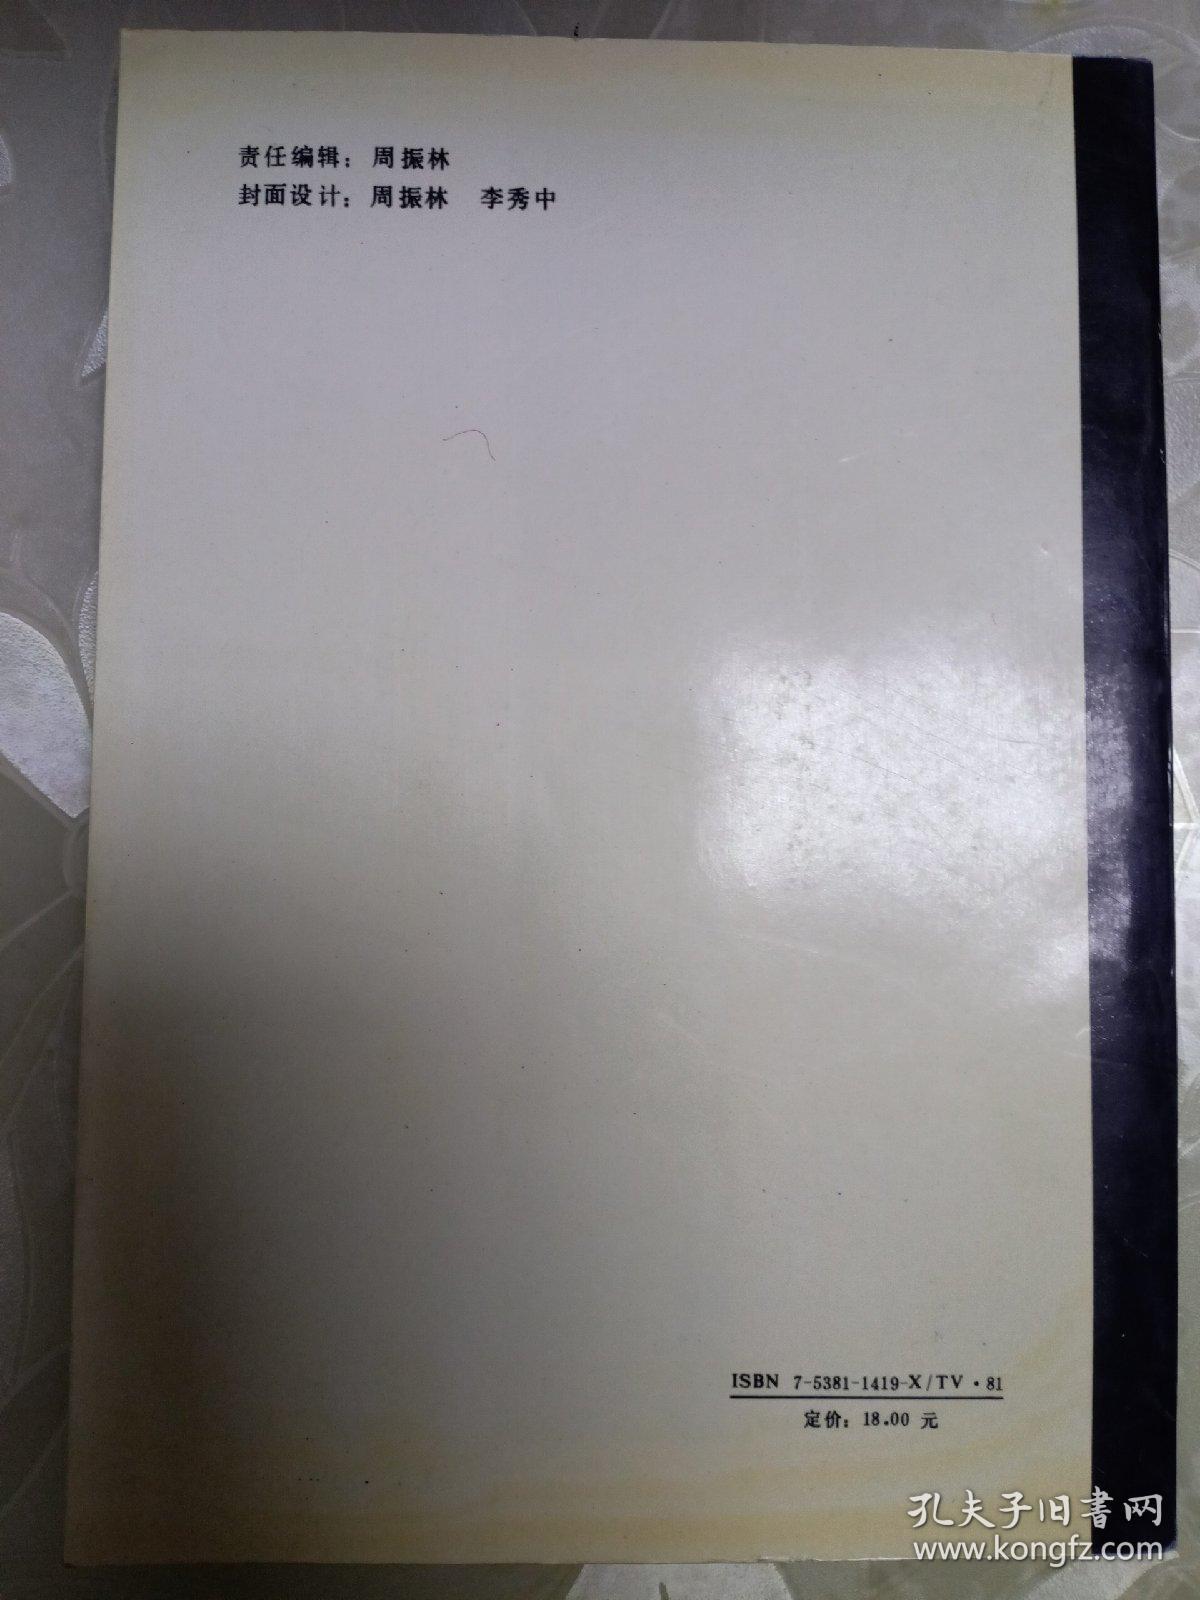 责任编辑：周振林
封面设计：周振林 李秀中
ISBN 7-5381-1419-X/TV·81
定价：18.00 元
孔夫子旧書网
www.kongfz.com